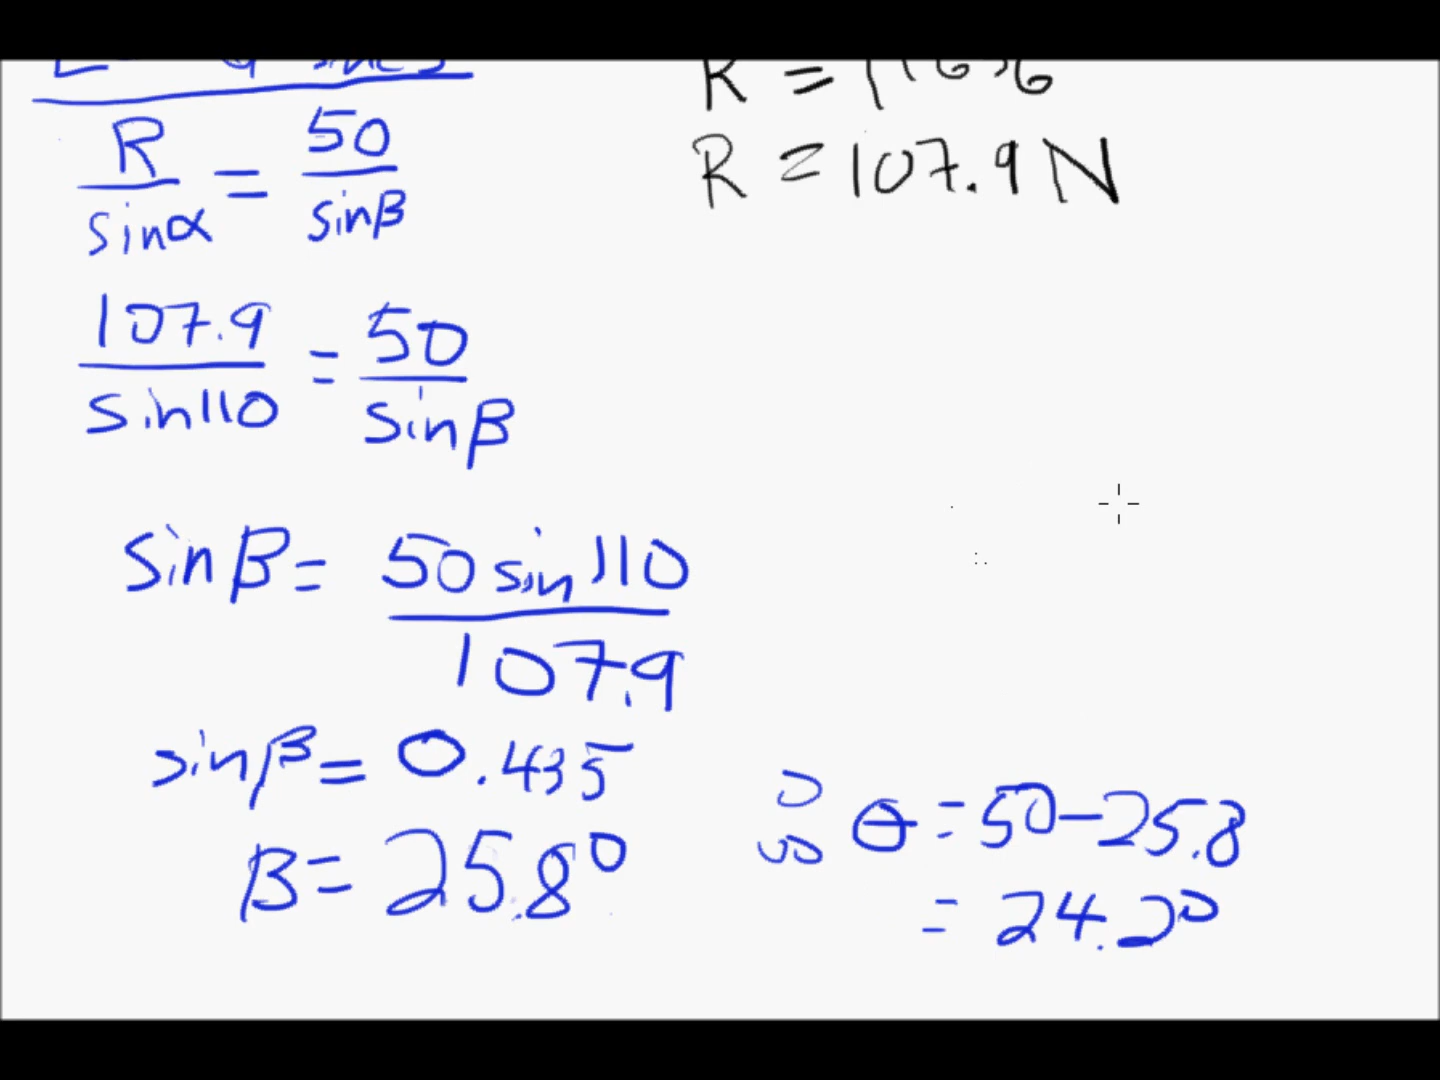 R = 11636
R = 107.9 N
R/sinα = 50/sinβ
107.9/sin110 = 50/sinβ
sinβ = 50 sin110/107.9
sinβ = 0.435
β = 25.8°
θ = 50-25.8
= 24.2°